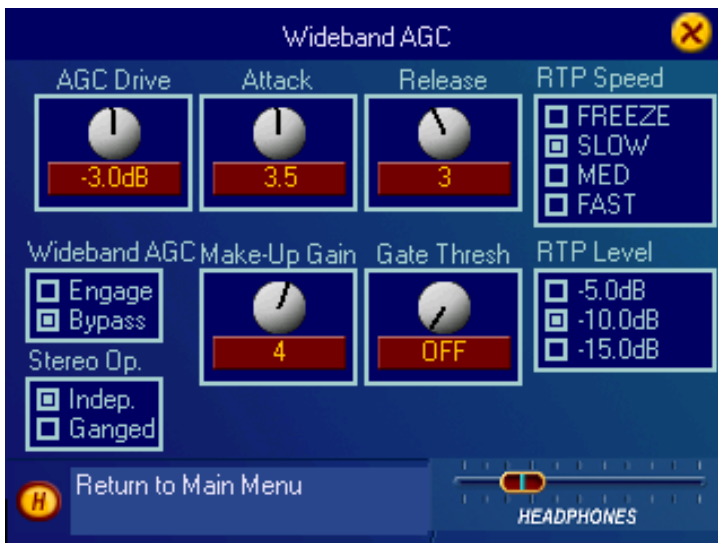 Wideband AGC
AGC Drive
-3.0dB
Attack
3.5
Release
3
RTP Speed
FREEZE
SLOW
MED
FAST
Wideband AGC
Engage
Bypass
Make-Up Gain
4
Gate Thresh
OFF
RTP Level
-5.0dB
-10.0dB
-15.0dB
Stereo Op.
Indep.
Ganged
H
Return to Main Menu
HEADPHONES